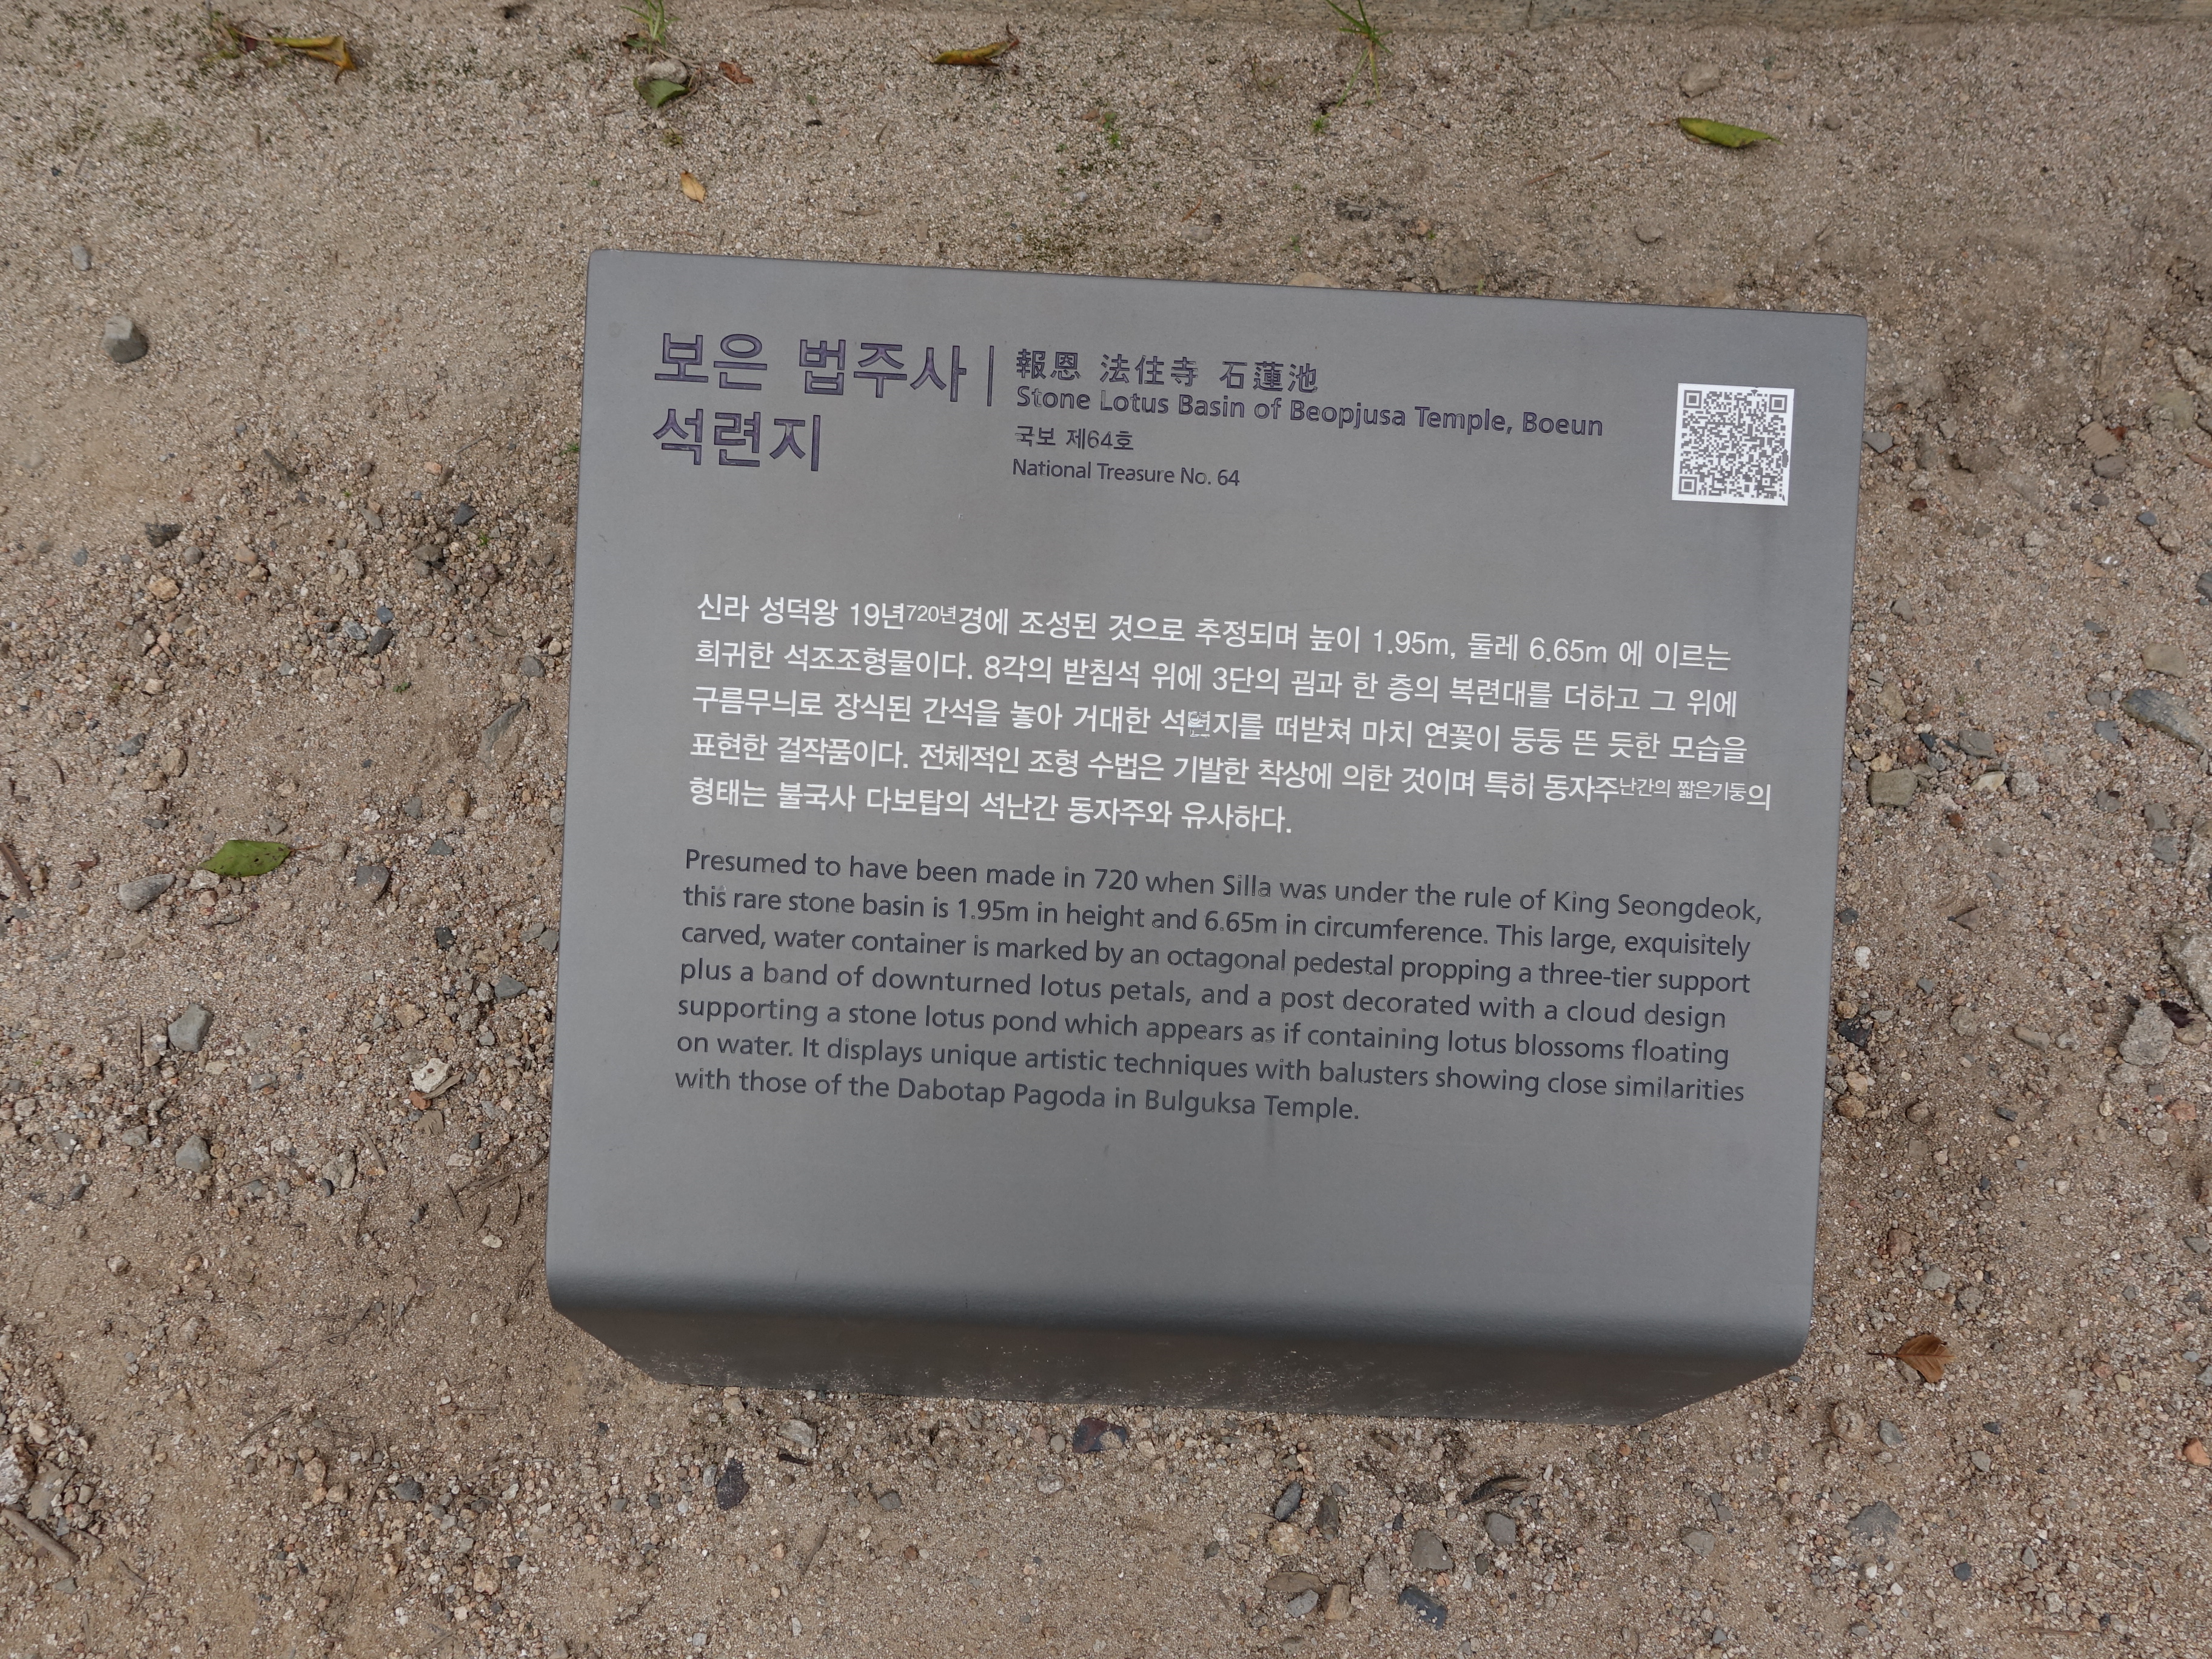 보은 법주사
석련지
報恩 法住寺 石蓮池
Stone Lotus Basin of Beopjusa Temple, Boeun
국보 제64호
National Treasure No. 64
신라 성덕왕 19년720년경에 조성된 것으로 추정되며 높이 1.95m, 둘레 6.65m 에 이르는
희귀한 석조조형물이다. 8각의 받침석 위에 3단의 굄과 한 층의 복련대를 더하고 그 위에
구름무늬로 장식된 간석을 놓아 거대한 석련지를 떠받쳐 마치 연꽃이 둥둥 뜬 듯한 모습을
표현한 걸작품이다. 전체적인 조형 수법은 기발한 착상에 의한 것이며 특히 동자주난간의 짧은기둥의
형태는 불국사 다보탑의 석난간 동자주와 유사하다.
Presumed to have been made in 720 when Silla was under the rule of King Seongdeok,
this rare stone basin is 1.95m in height and 6.65m in circumference. This large, exquisitely
carved, water container is marked by an octagonal pedestal propping a three-tier support
plus a band of downturned lotus petals, and a post decorated with a cloud design
supporting a stone lotus pond which appears as if containing lotus blossoms floating
on water. It displays unique artistic techniques with balusters showing close similarities
with those of the Dabotap Pagoda in Bulguksa Temple.